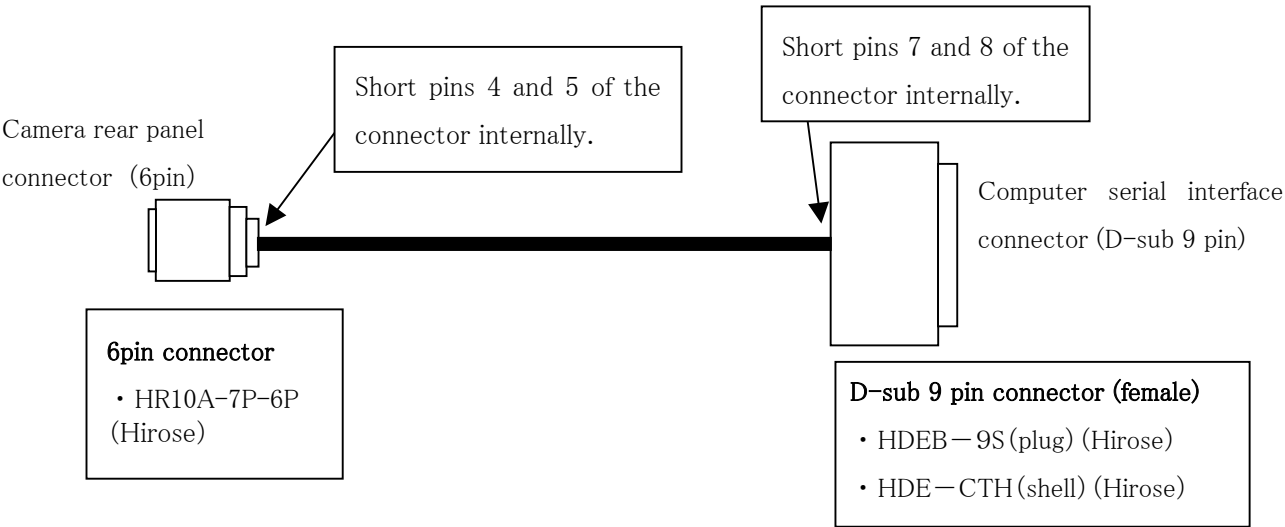 Short pins 4 and 5 of the
connector internally.
Short pins 7 and 8 of the
connector internally.
Camera rear panel
connector (6pin)
Computer serial interface
connector (D-sub 9 pin)
6pin connector
・HR10A-7P-6P
(Hirose)
D-sub 9 pin connector (female)
・HDEB－9S(plug) (Hirose)
・HDE－CTH(shell) (Hirose)